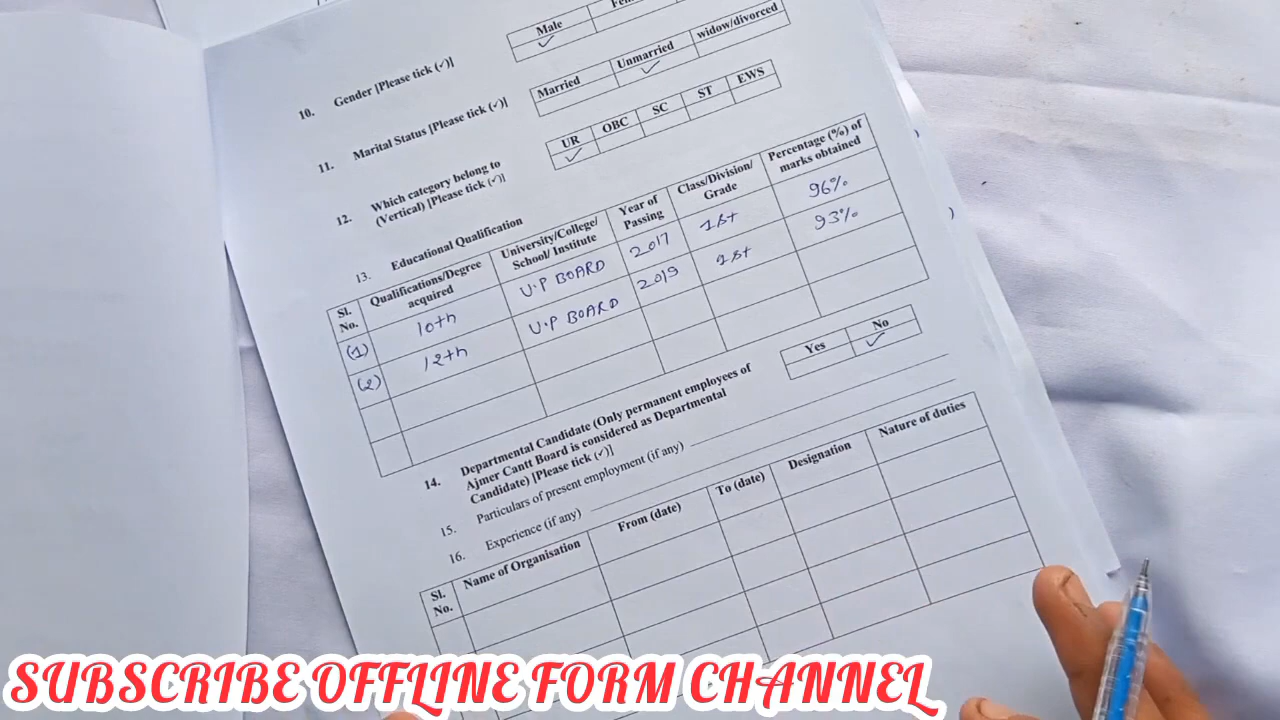 10. Gender [Please tick (✓)]
Male
✓
11. Marital Status [Please tick (✓)]
Married Unmarried widow/divorced
✓
12. Which category belong to
(Vertical) [Please tick (✓)]
UR OBC SC ST EWS
✓
13. Educational Qualification
Sl. No. Qualifications/Degree acquired University/College/ School/ Institute Year of Passing Class/Division/ Grade Percentage (%) of marks obtained
(1) 10th U.P BOARD 2017 1st 96%
(2) 12th U.P BOARD 2019 1st 93%
14. Departmental Candidate (Only permanent employees of
Ajmer Cantt Board is considered as Departmental
Candidate) [Please tick (✓)]
Yes No
✓
15. Particulars of present employment (if any)
16. Experience (if any)
Sl. No. Name of Organisation From (date) To (date) Designation Nature of duties
SUBSCRIBE OFFLINE FORM CHANNEL